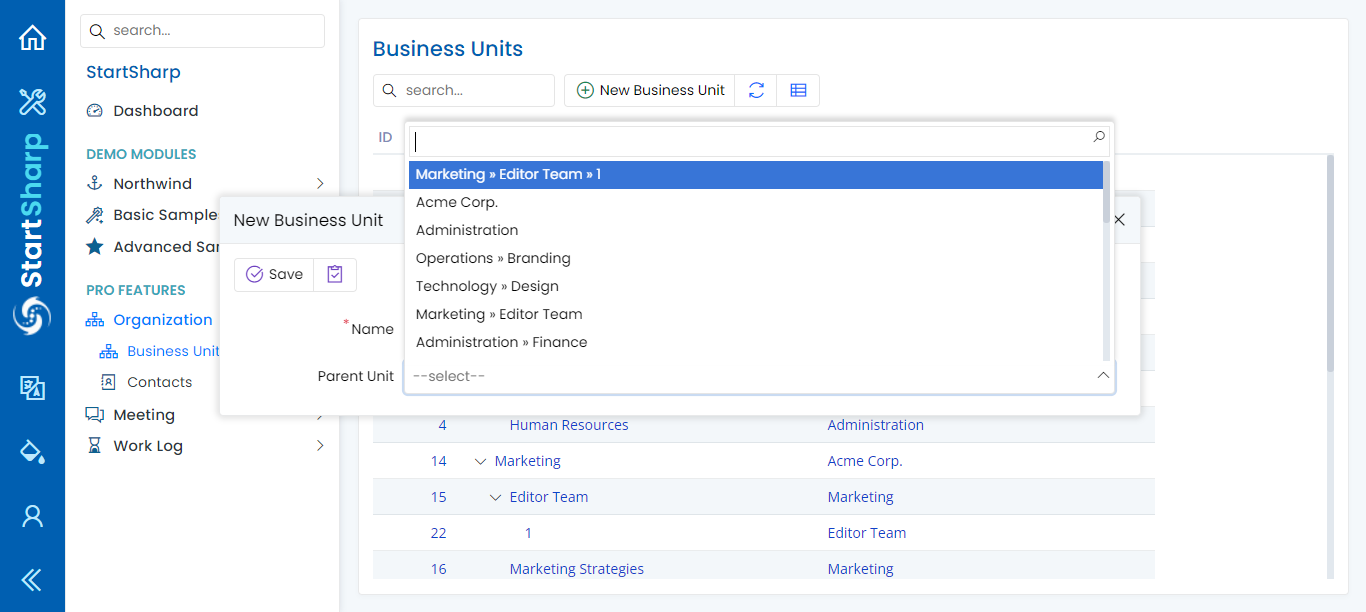 StartSharp
search...
StartSharp
Dashboard
DEMO MODULES
Northwind
Basic Sample
Advanced Sa
PRO FEATURES
Organization
Business Unit
Contacts
Meeting
Work Log
Business Units
search...
New Business Unit
ID
New Business Unit
Save
* Name
Parent Unit
Marketing » Editor Team » 1
Acme Corp.
Administration
Operations » Branding
Technology » Design
Marketing » Editor Team
Administration » Finance
--select--
4 Human Resources Administration
14 Marketing Acme Corp.
15 Editor Team Marketing
22 1 Editor Team
16 Marketing Strategies Marketing